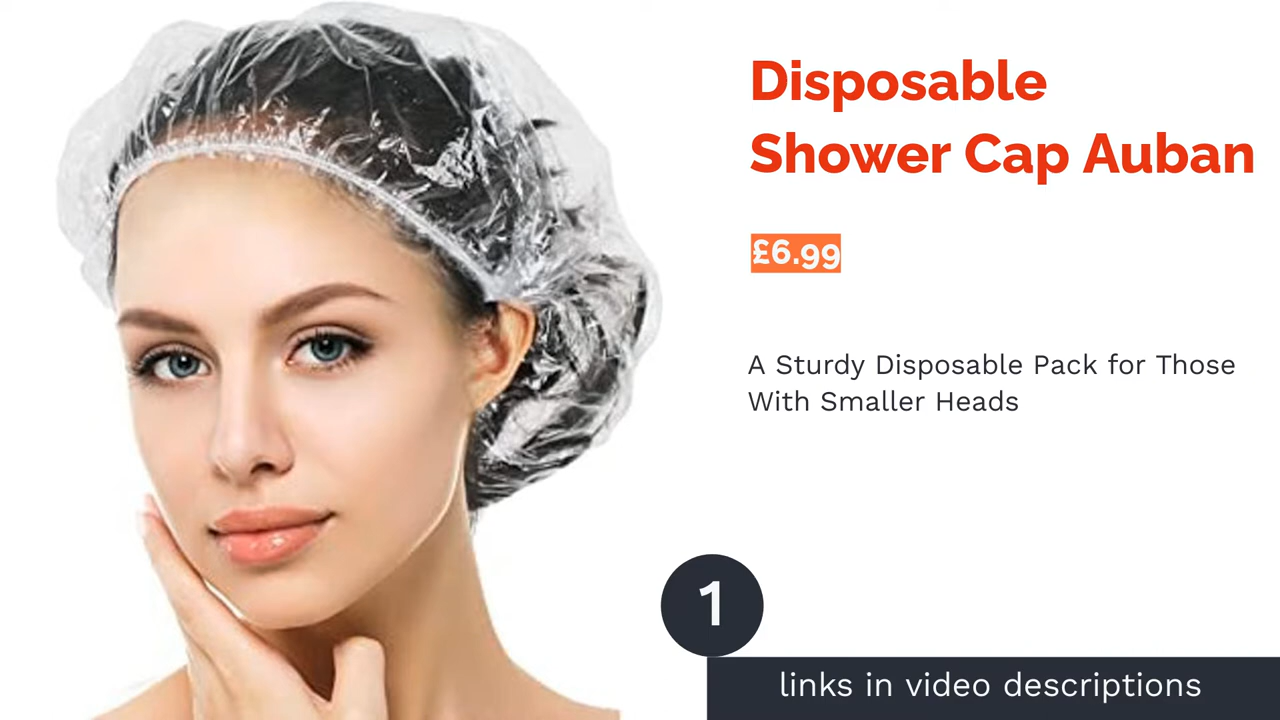 Disposable
Shower Cap Auban
£6.99
A Sturdy Disposable Pack for Those
With Smaller Heads
1
links in video descriptions